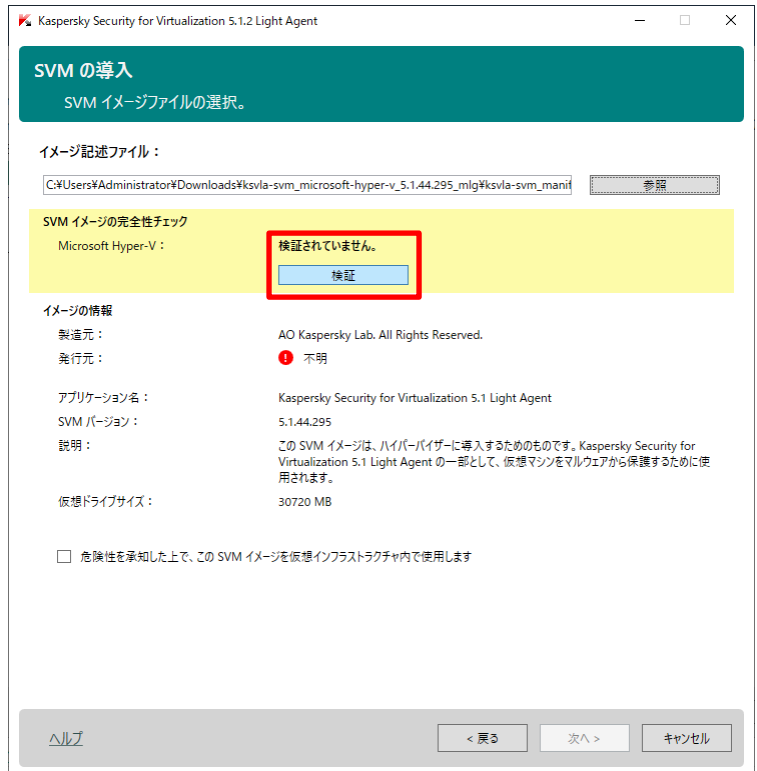 Kaspersky Security for Virtualization 5.1.2 Light Agent
SVM の導入
SVM イメージファイルの選択。
イメージ記述ファイル：
C:¥Users¥Administrator¥Downloads¥ksvla-svm_microsoft-hyper-v_5.1.44.295_mlg¥ksvla-svm_manif
参照
SVM イメージの完全性チェック
Microsoft Hyper-V：
検証されていません。
検証
イメージの情報
製造元：
AO Kaspersky Lab. All Rights Reserved.
発行元：
不明
アプリケーション名：
Kaspersky Security for Virtualization 5.1 Light Agent
SVM バージョン：
5.1.44.295
説明：
この SVM イメージは、ハイパーバイザーに導入するためのものです。Kaspersky Security for
Virtualization 5.1 Light Agent の一部として、仮想マシンをマルウェアから保護するために使
用されます。
仮想ドライブサイズ：
30720 MB
危険性を承知した上で、この SVM イメージを仮想インフラストラクチャ内で使用します
ヘルプ
< 戻る
次へ >
キャンセル